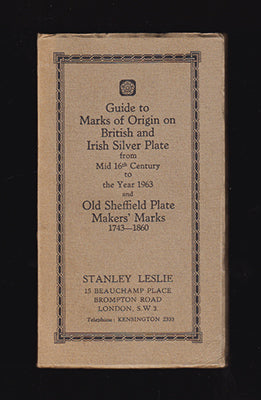 Guide to
Marks of Origin on
British and
Irish Silver Plate
from
Mid 16th Century
to
the Year 1963
and
Old Sheffield Plate
Makers' Marks
1743—1860
STANLEY LESLIE
15 BEAUCHAMP PLACE
BROMPTON ROAD
LONDON, S.W 3.
Telephone: KENSINGTON